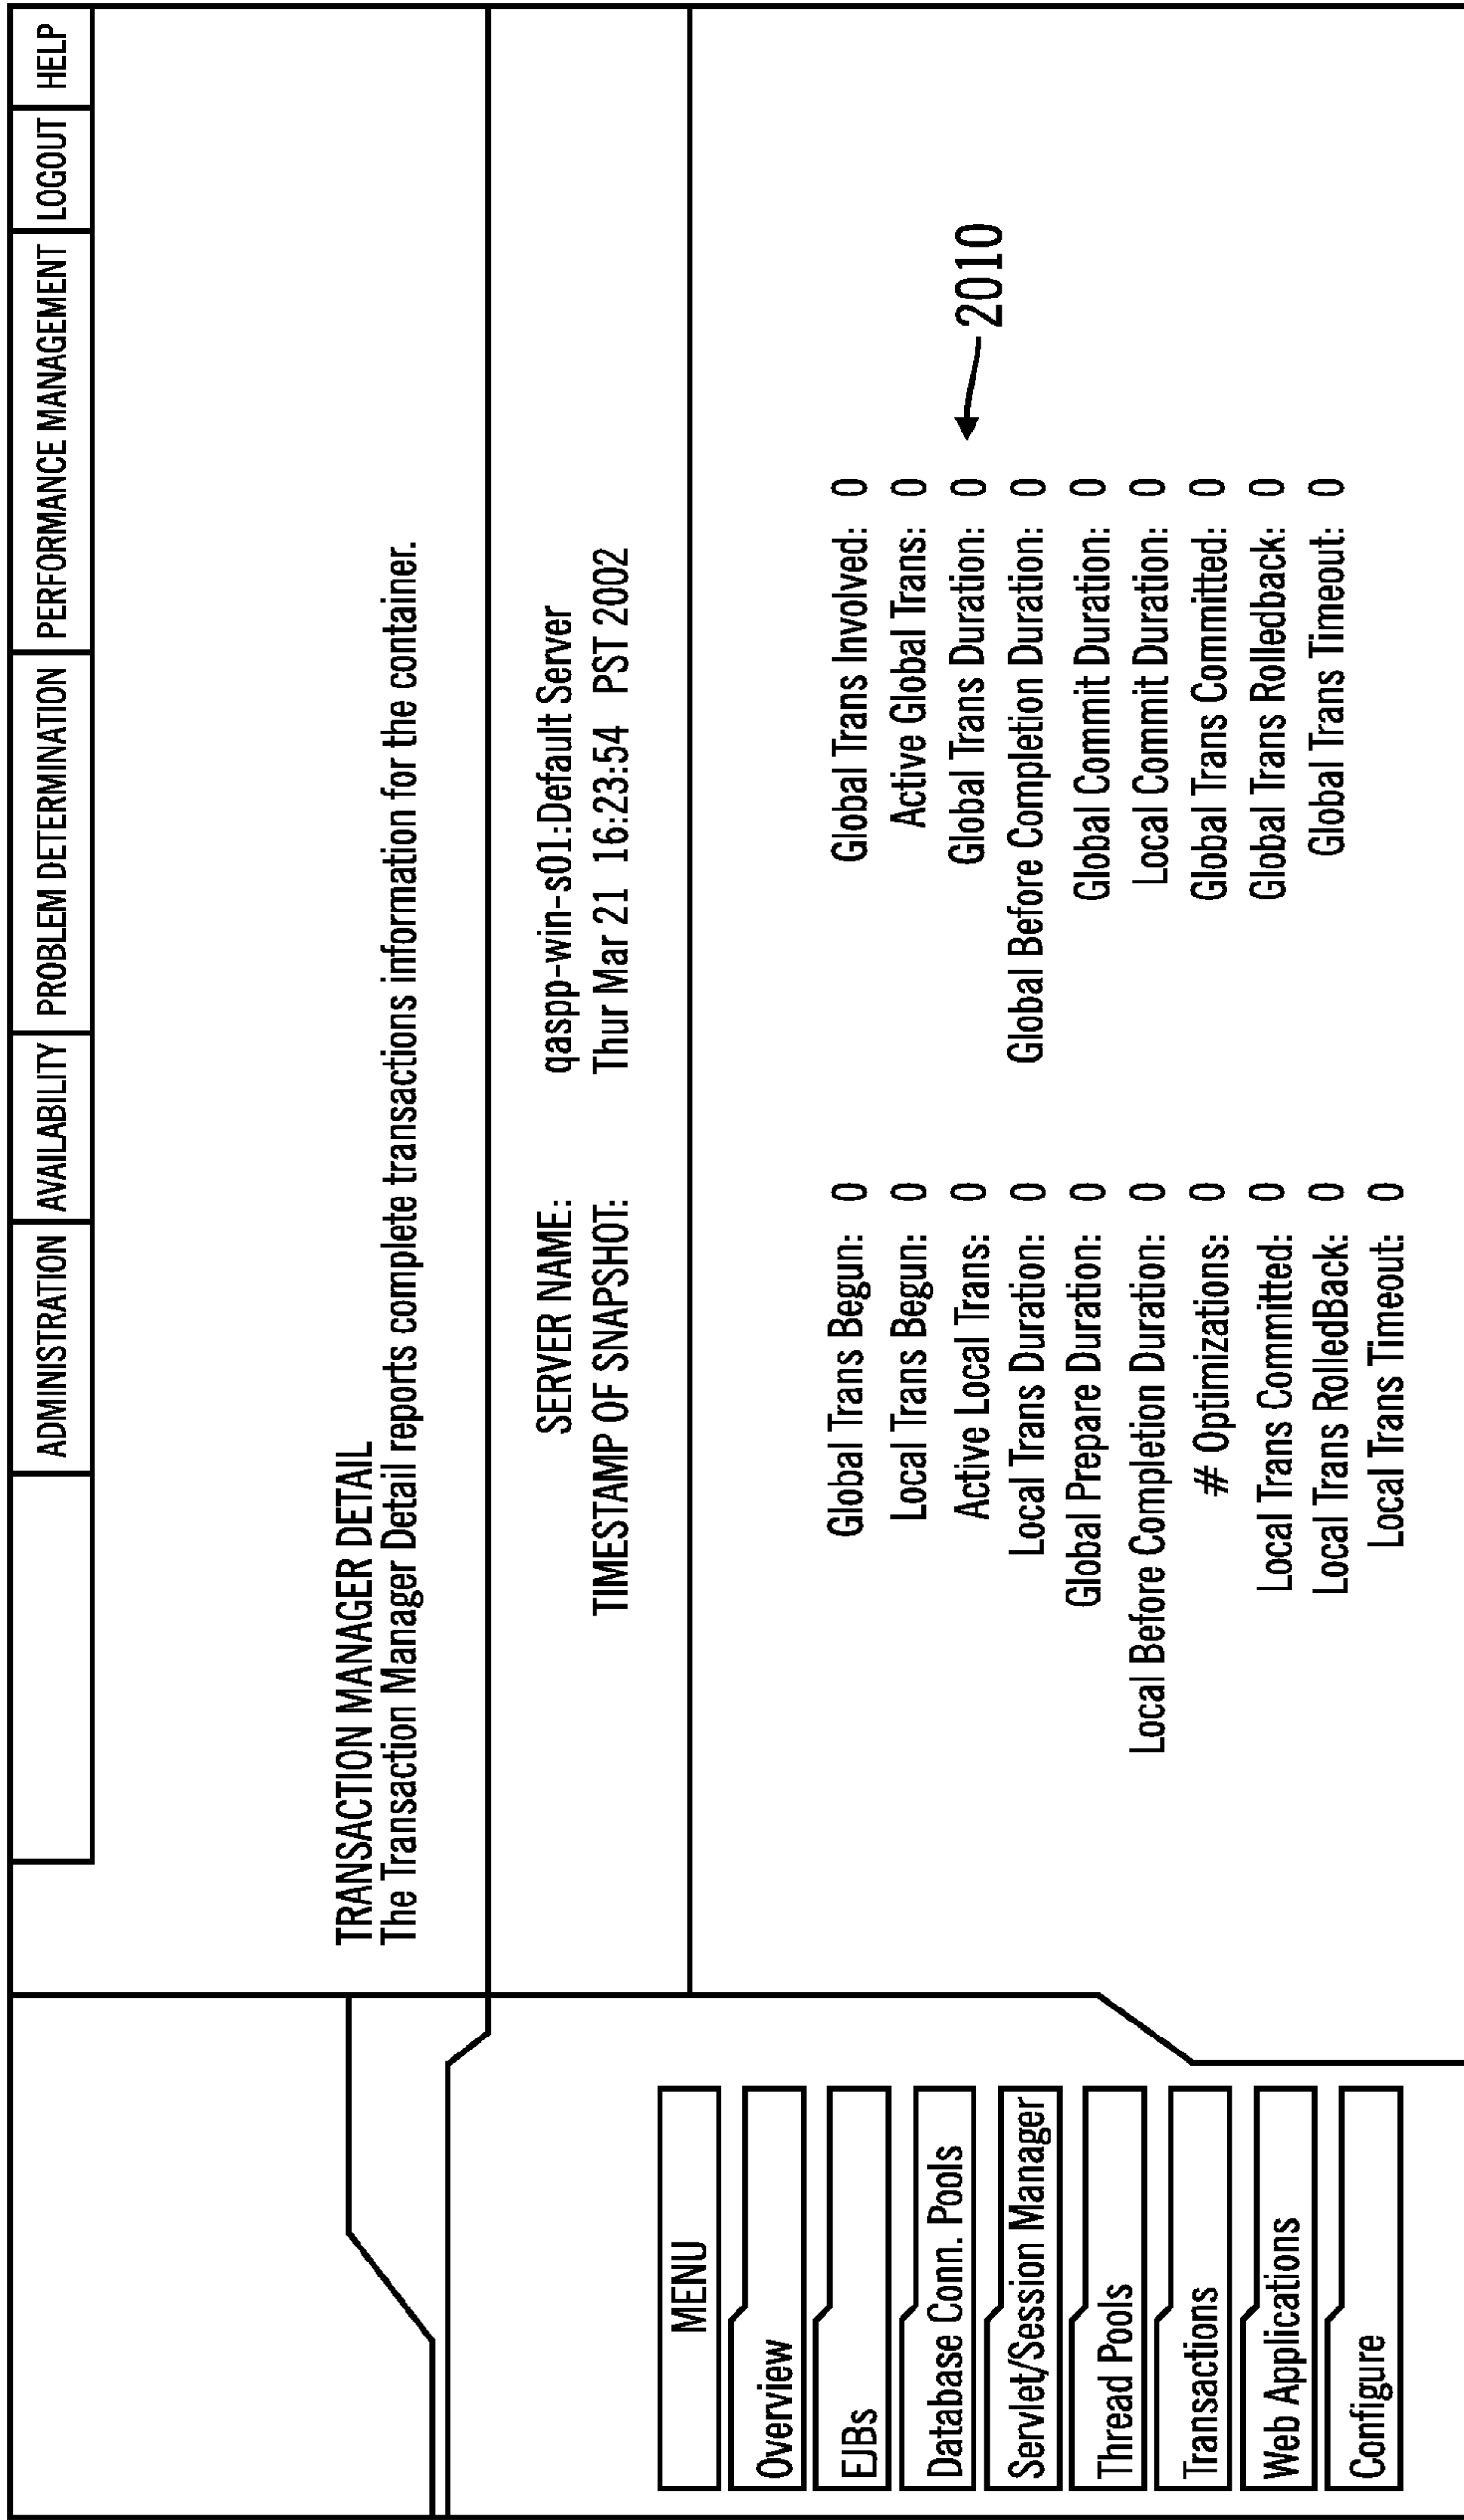 ADMINISTRATION AVAILABILITY PROBLEM DETERMINATION PERFORMANCE MANAGEMENT LOGOUT HELP
TRANSACTION MANAGER DETAIL
The Transaction Manager Detail reports complete transactions information for the container.
SERVER NAME: qaspp-win-s01:Default Server
TIMESTAMP OF SNAPSHOT: Thur Mar 21 16:23:54 PST 2002
MENU
Overview
EJBs
Database Conn. Pools
Servlet/Session Manager
Thread Pools
Transactions
Web Applications
Configure
Global Trans Begun: 0 Global Trans Involved: 0
Local Trans Begun: 0 Active Global Trans: 0
Active Local Trans: 0 Global Trans Duration: 0 2010
Local Trans Duration: 0 Global Before Completion Duration: 0
Global Prepare Duration: 0 Global Commit Duration: 0
Local Before Completion Duration: 0 Local Commit Duration: 0
# Optimizations: 0 Global Trans Committed: 0
Local Trans Committed: 0 Global Trans Rolledback: 0
Local Trans RolledBack: 0 Global Trans Timeout: 0
Local Trans Timeout: 0